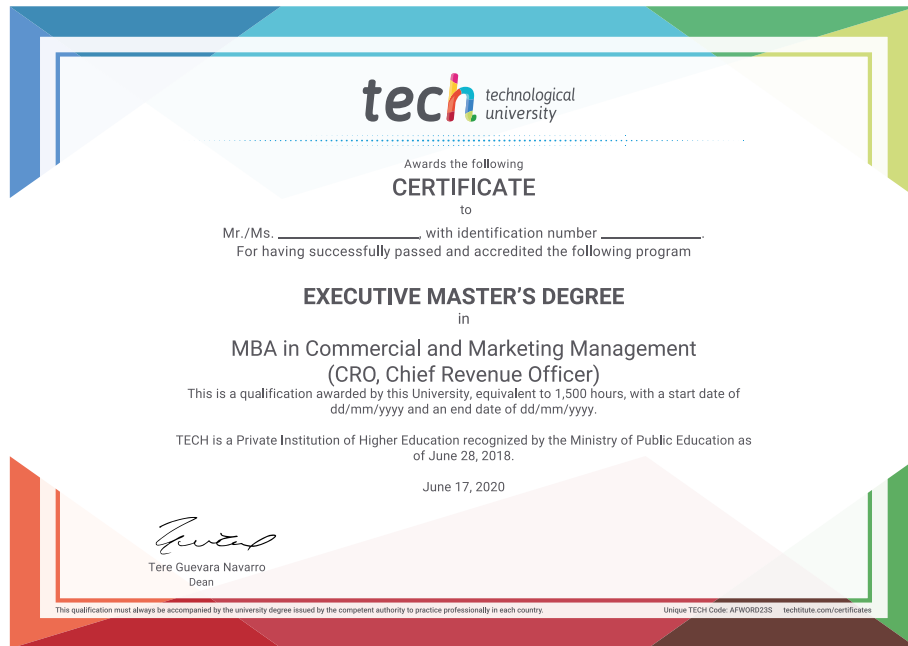 tech technological
university
Awards the following
CERTIFICATE
to
Mr./Ms. ____________________, with identification number ______________.
For having successfully passed and accredited the following program
EXECUTIVE MASTER'S DEGREE
in
MBA in Commercial and Marketing Management
(CRO, Chief Revenue Officer)
This is a qualification awarded by this University, equivalent to 1,500 hours, with a start date of
dd/mm/yyyy and an end date of dd/mm/yyyy.
TECH is a Private Institution of Higher Education recognized by the Ministry of Public Education as
of June 28, 2018.
June 17, 2020
Tere Guevara Navarro
Dean
This qualification must always be accompanied by the university degree issued by the competent authority to practice professionally in each country.
Unique TECH Code: AFWORD23S techtitute.com/certificates